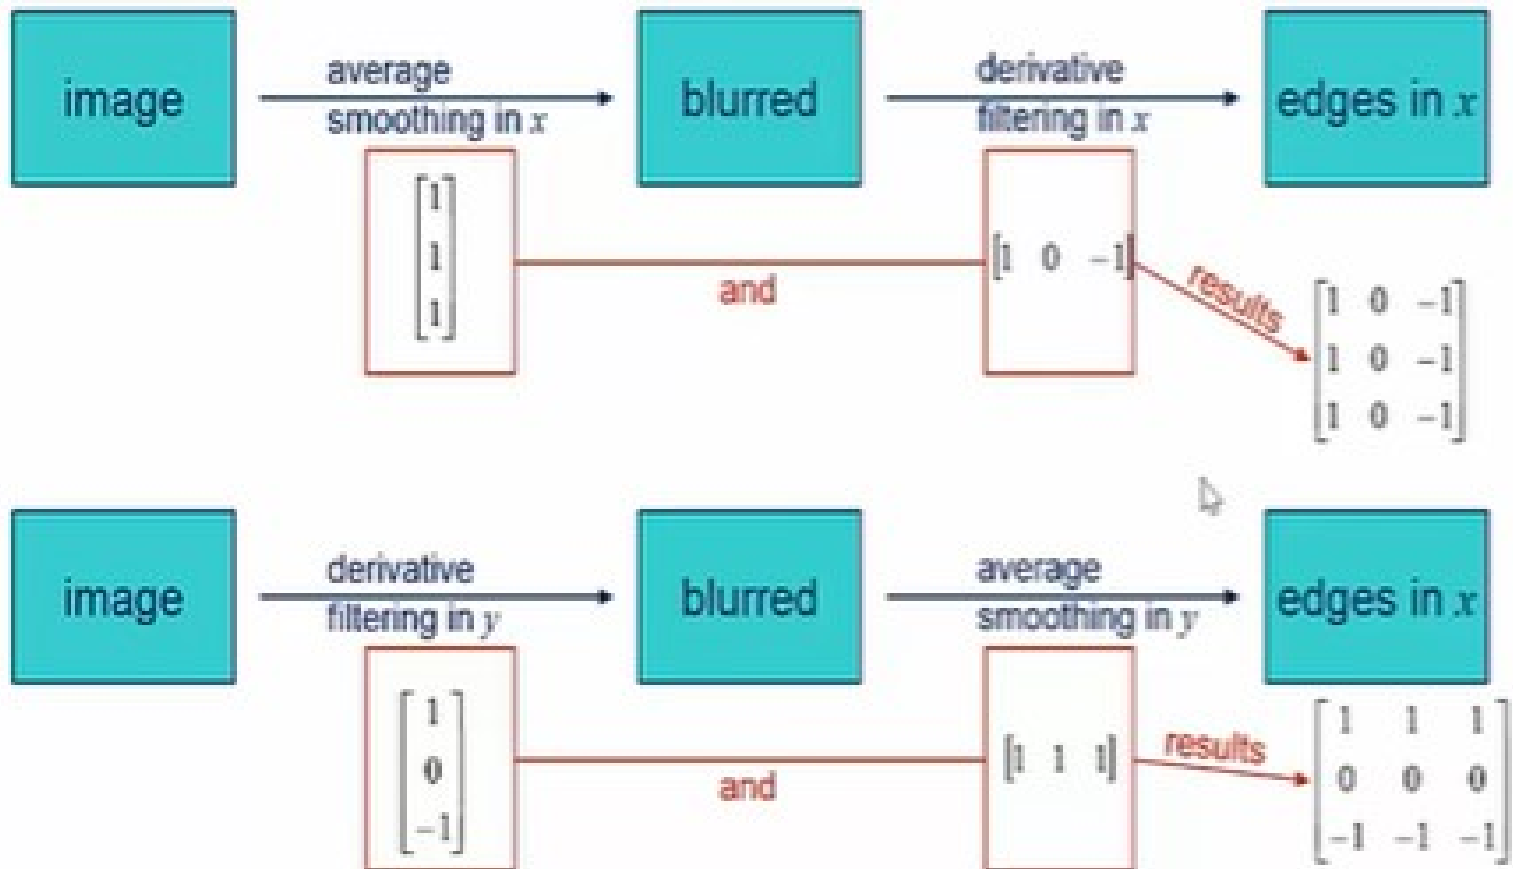 image
average
smoothing in x
blurred
derivative
filtering in x
edges in x
[1
1
1]
and
[1 0 -1]
results
[1 0 -1
1 0 -1
1 0 -1]
image
derivative
filtering in y
blurred
average
smoothing in y
edges in x
[1
0
-1]
and
[1 1 1]
results
[1 1 1
0 0 0
-1 -1 -1]